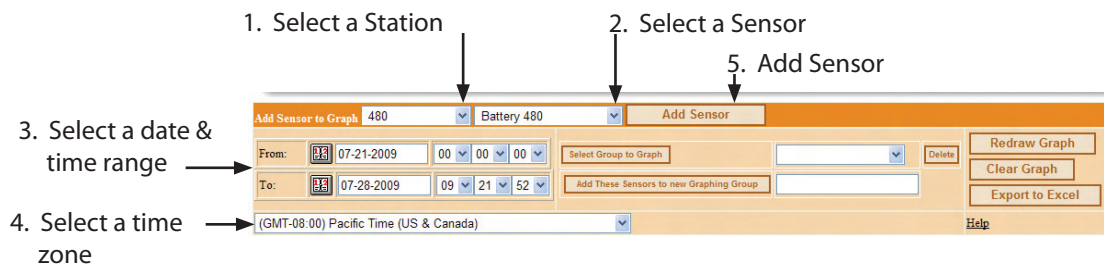 1. Select a Station
2. Select a Sensor
5. Add Sensor
Add Sensor to Graph 480 Battery 480 Add Sensor
3. Select a date &
time range
From: 07-21-2009 00 00 00 Select Group to Graph Delete
To: 07-28-2009 09 21 52 Add These Sensors to new Graphing Group
Redraw Graph
Clear Graph
Export to Excel
4. Select a time
zone
(GMT-08:00) Pacific Time (US & Canada)
Help